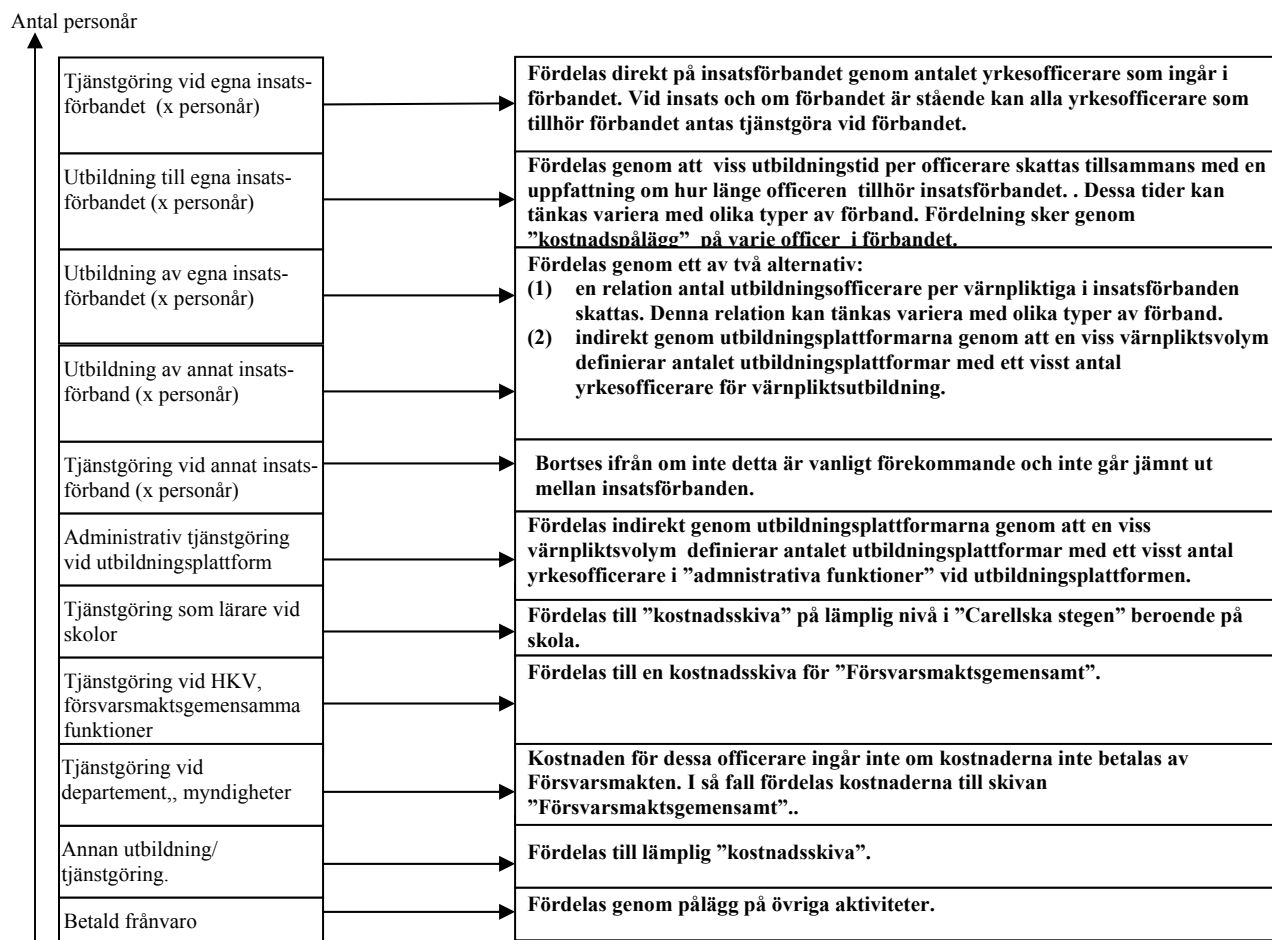 Antal personår
Tjänstgöring vid egna insats-
förbandet (x personår)
Fördelas direkt på insatsförbandet genom antalet yrkesofficerare som ingår i
förbandet. Vid insats och om förbandet är stående kan alla yrkesofficerare som
tillhör förbandet antas tjänstgöra vid förbandet.
Utbildning till egna insats-
förbandet (x personår)
Fördelas genom att viss utbildningstid per officerare skattas tillsammans med en
uppfattning om hur länge officeren tillhör insatsförbandet. . Dessa tider kan
tänkas variera med olika typer av förband. Fördelning sker genom
”kostnadspålägg” på varje officer i förbandet.
Utbildning av egna insats-
förbandet (x personår)
Utbildning av annat insats-
förband (x personår)
Fördelas genom ett av två alternativ:
(1) en relation antal utbildningsofficerare per värnpliktiga i insatsförbanden
skattas. Denna relation kan tänkas variera med olika typer av förband.
(2) indirekt genom utbildningsplattformarna genom att en viss värnpliktsvolym
definierar antalet utbildningsplattformar med ett visst antal
yrkesofficerare för värnpliktsutbildning.
Tjänstgöring vid annat insats-
förband (x personår)
Bortses ifrån om inte detta är vanligt förekommande och inte går jämnt ut
mellan insatsförbanden.
Administrativ tjänstgöring
vid utbildningsplattform
Fördelas indirekt genom utbildningsplattformarna genom att en viss
värnpliktsvolym definierar antalet utbildningsplattformar med ett visst antal
yrkesofficerare i ”admnistrativa funktioner” vid utbildningsplattformen.
Tjänstgöring som lärare vid
skolor
Fördelas till ”kostnadsskiva” på lämplig nivå i ”Carellska stegen” beroende på
skola.
Tjänstgöring vid HKV,
försvarsmaktsgemensamma
funktioner
Fördelas till en kostnadsskiva för ”Försvarsmaktsgemensamt”.
Tjänstgöring vid
departement,, myndigheter
Kostnaden för dessa officerare ingår inte om kostnaderna inte betalas av
Försvarsmakten. I så fall fördelas kostnaderna till skivan
”Försvarsmaktsgemensamt”..
Annan utbildning/
tjänstgöring.
Fördelas till lämplig ”kostnadsskiva”.
Betald frånvaro
Fördelas genom pålägg på övriga aktiviteter.